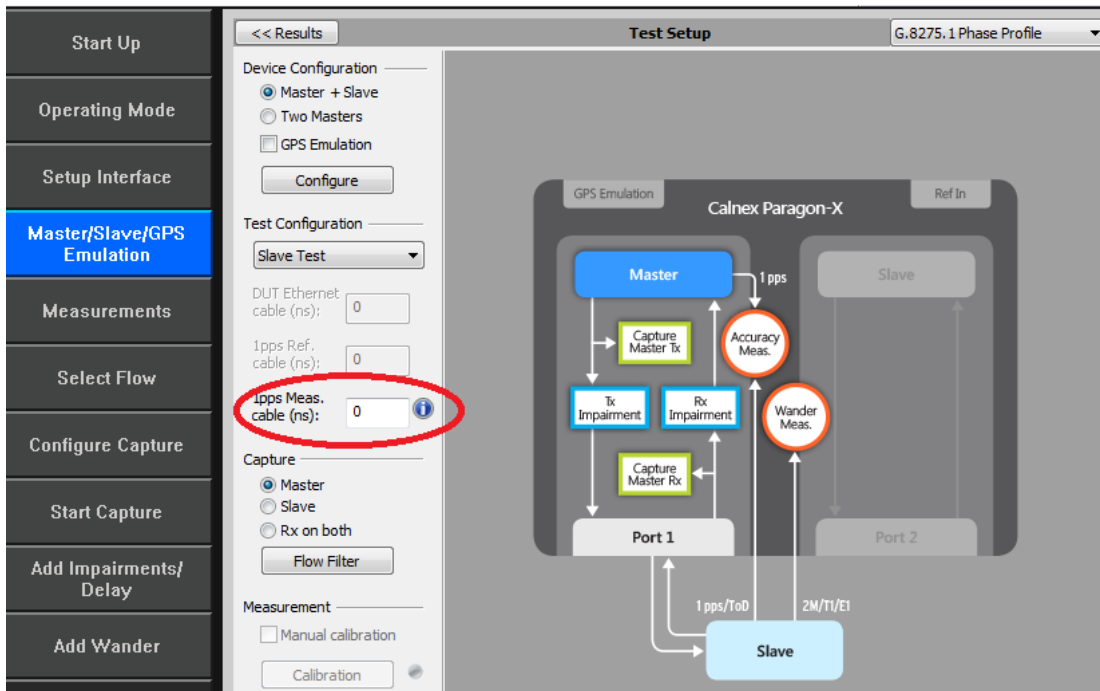 Start Up
Operating Mode
Setup Interface
Master/Slave/GPS
Emulation
Measurements
Select Flow
Configure Capture
Start Capture
Add Impairments/
Delay
Add Wander
<< Results
Test Setup
G.8275.1 Phase Profile
Device Configuration
Master + Slave
Two Masters
GPS Emulation
Configure
Test Configuration
Slave Test
DUT Ethernet
cable (ns):
0
1pps Ref.
cable (ns):
0
1pps Meas.
cable (ns):
0
Capture
Master
Slave
Rx on both
Flow Filter
Measurement
Manual calibration
Calibration
GPS Emulation
Ref In
Calnex Paragon-X
Master
1 pps
Slave
Capture
Master Tx
Accuracy
Meas.
Tx
Impairment
Rx
Impairment
Wander
Meas.
Capture
Master Rx
Port 1
Port 2
1 pps/ToD
2M/T1/E1
Slave